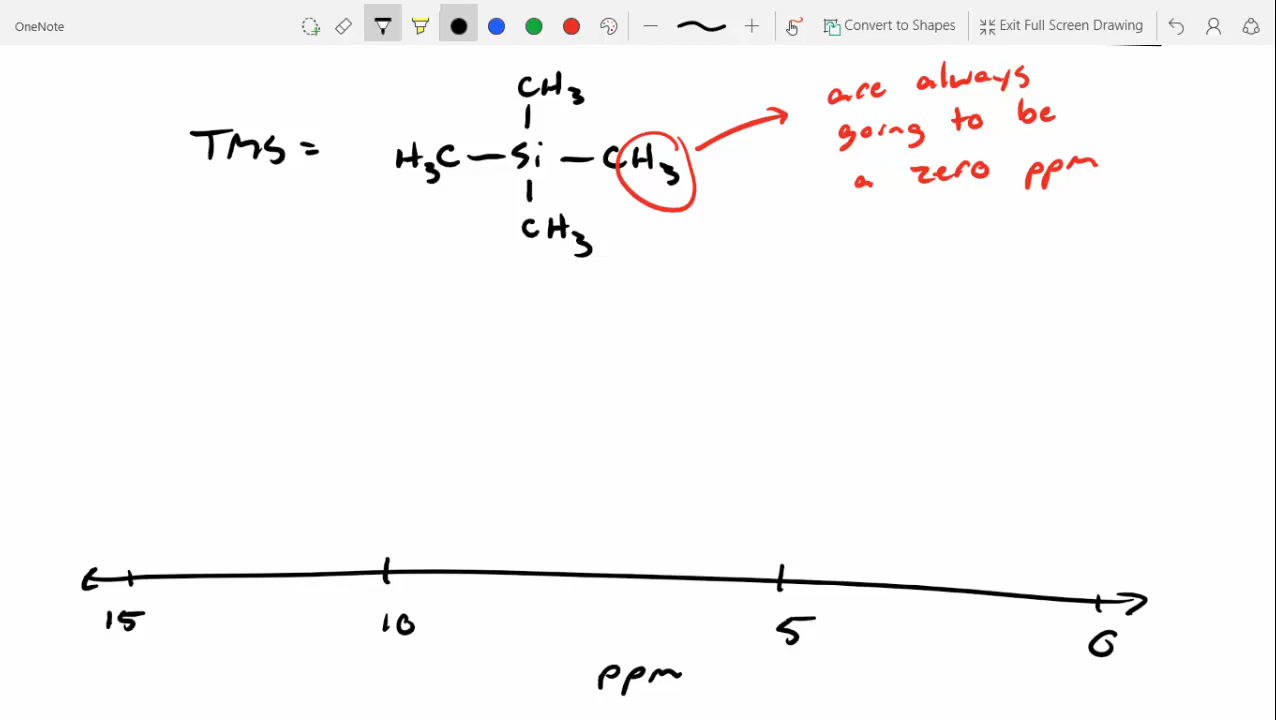 OneNote
Convert to Shapes
Exit Full Screen Drawing
CH3
TMS = H3C — Si — CH3
CH3
are always
going to be
a zero ppm
15 10 5 0
ppm